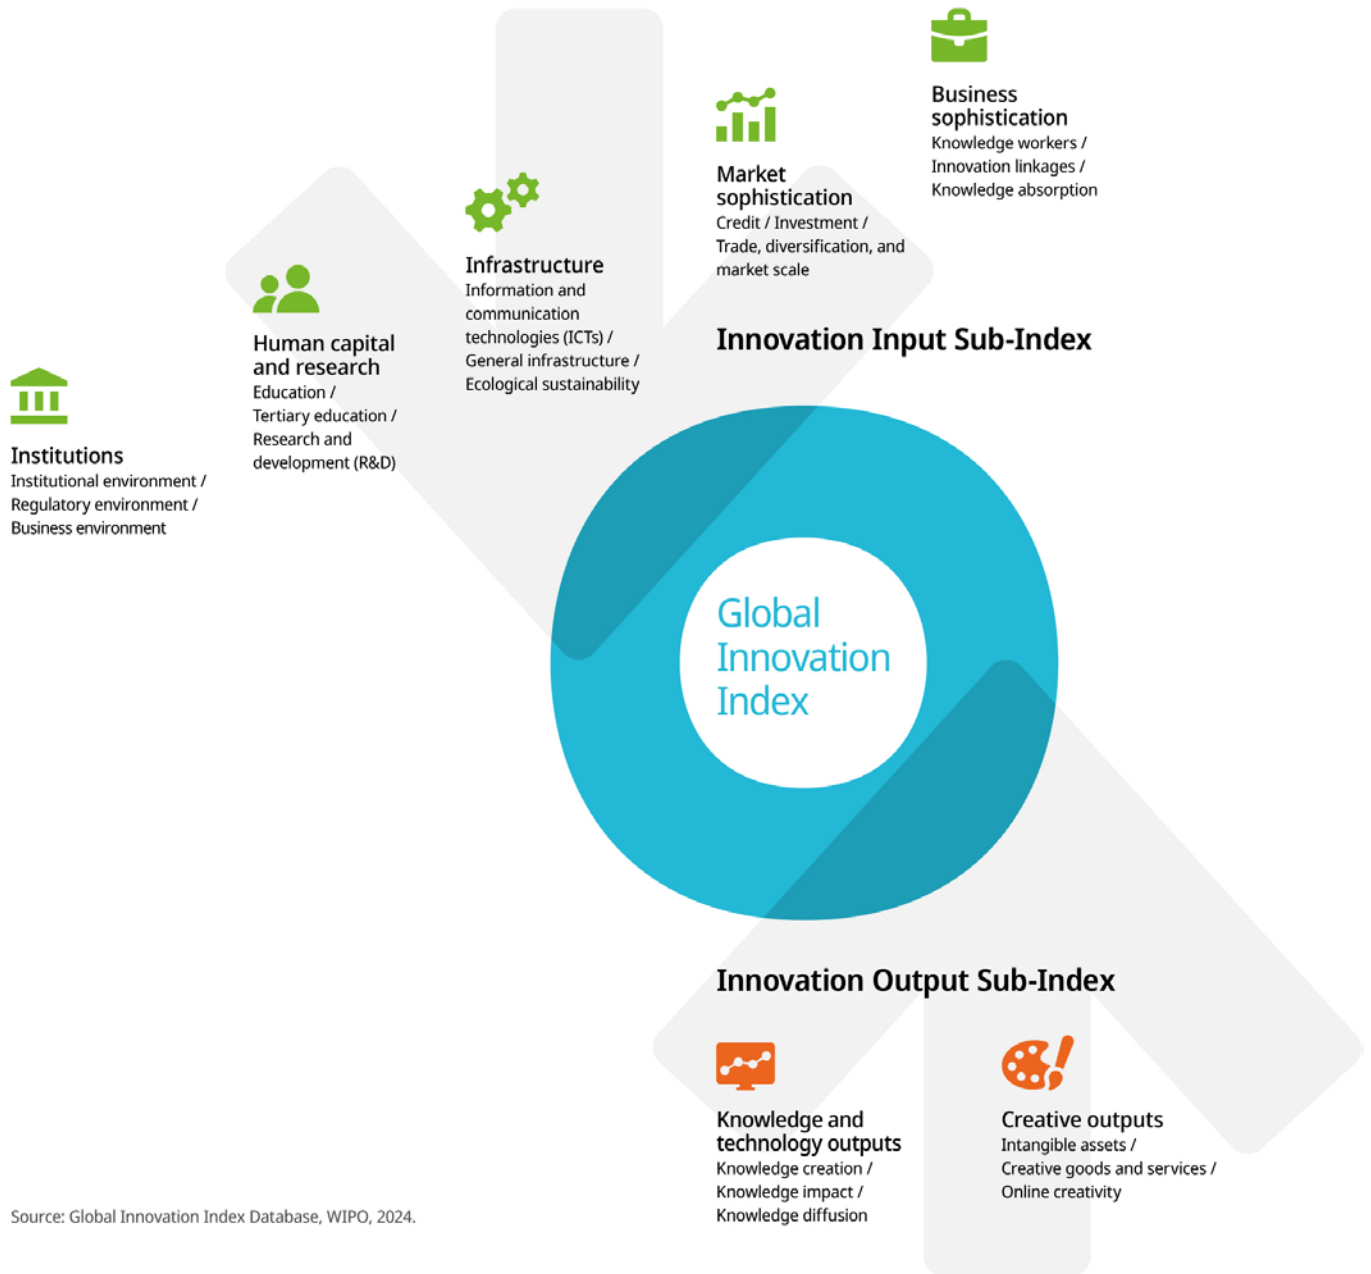 Institutions
Institutional environment /
Regulatory environment /
Business environment
Human capital
and research
Education /
Tertiary education /
Research and
development (R&D)
Infrastructure
Information and
communication
technologies (ICTs) /
General infrastructure /
Ecological sustainability
Market
sophistication
Credit / Investment /
Trade, diversification, and
market scale
Business
sophistication
Knowledge workers /
Innovation linkages /
Knowledge absorption
Innovation Input Sub-Index
Global
Innovation
Index
Innovation Output Sub-Index
Knowledge and
technology outputs
Knowledge creation /
Knowledge impact /
Knowledge diffusion
Creative outputs
Intangible assets /
Creative goods and services /
Online creativity
Source: Global Innovation Index Database, WIPO, 2024.